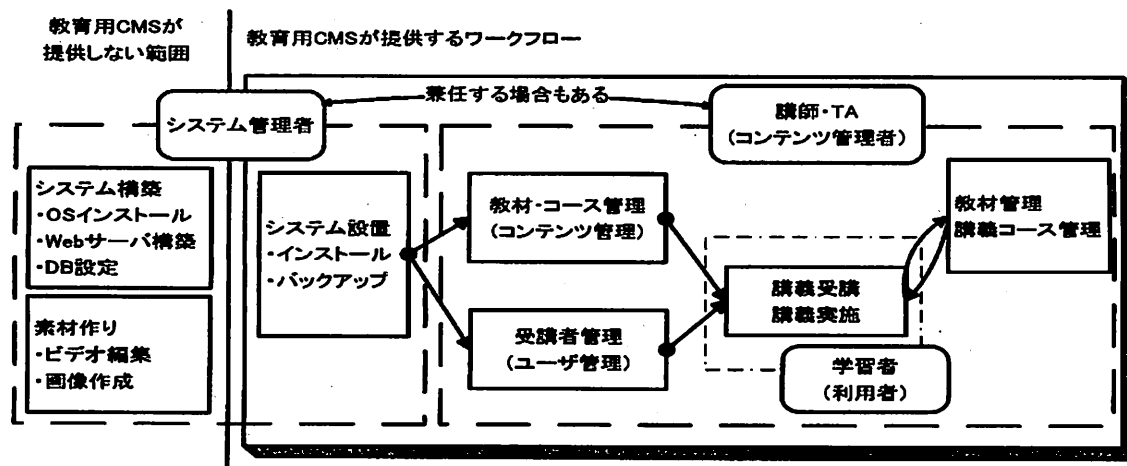 教育用CMSが
提供しない範囲
教育用CMSが提供するワークフロー
兼任する場合もある
システム管理者
講師・TA
(コンテンツ管理者)
システム構築
・OSインストール
・Webサーバ構築
・DB設定
素材作り
・ビデオ編集
・画像作成
システム設置
・インストール
・バックアップ
教材・コース管理
(コンテンツ管理)
受講者管理
(ユーザ管理)
講義受講
講義実施
学習者
(利用者)
教材管理
講義コース管理